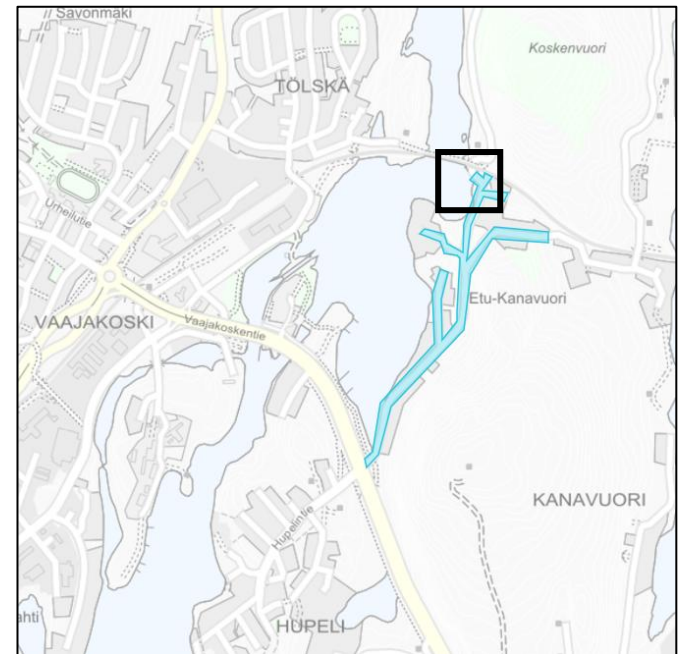 Savonmäki
Koskenvuori
TÖLSKÄ
Urheilutie
Etu-Kanavuori
VAAJAKOSKI
Vaajakoskentie
KANAVUORI
Hupelintie
ahti
HUPELI